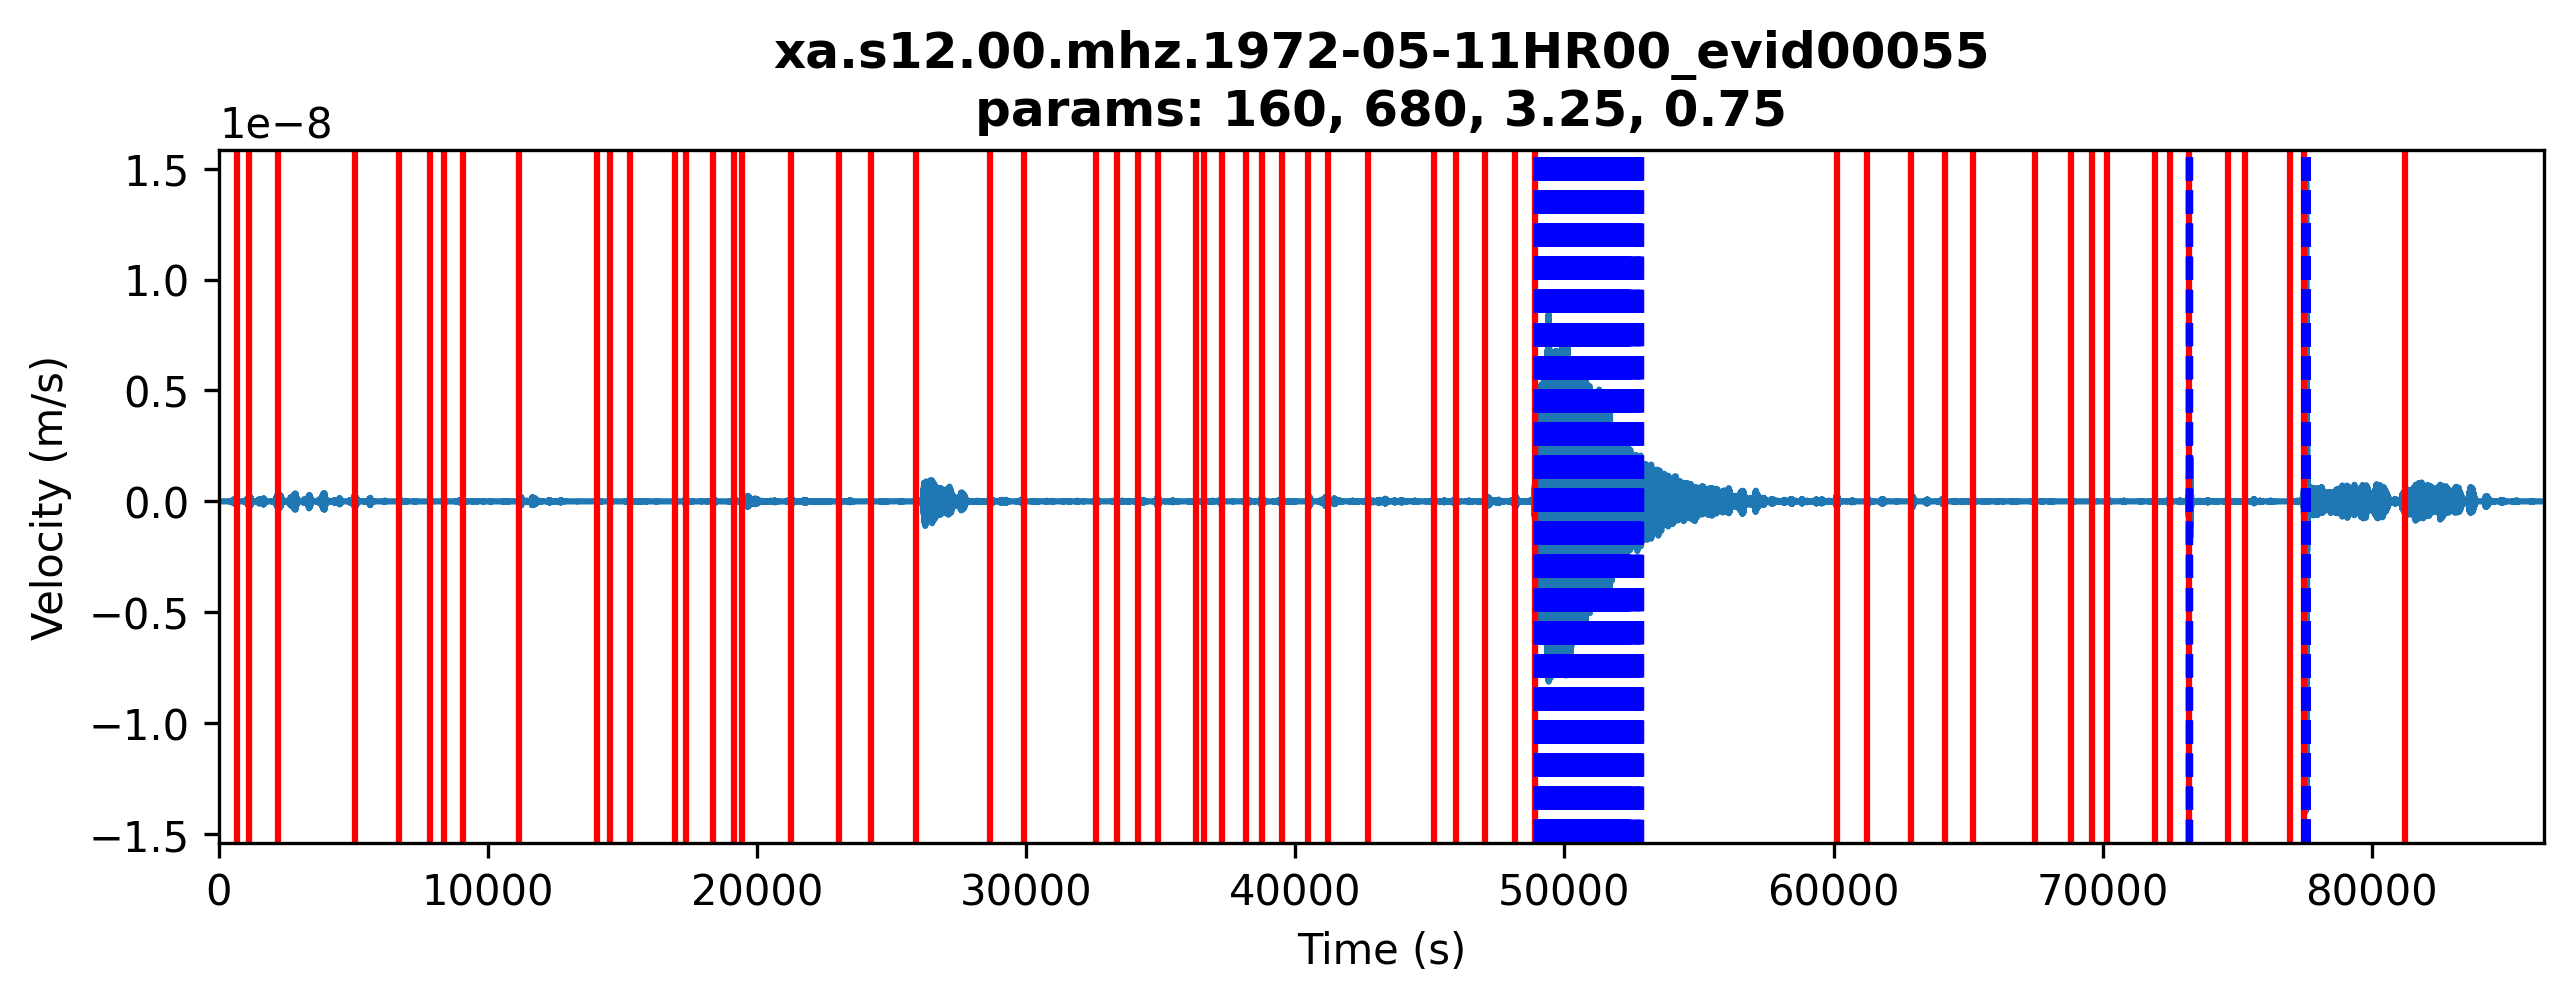 xa.s12.00.mhz.1972-05-11HR00_evid00055
params: 160, 680, 3.25, 0.75
1e−8
1.5
1.0
0.5
0.0
−0.5
−1.0
−1.5
Velocity (m/s)
0 10000 20000 30000 40000 50000 60000 70000 80000
Time (s)